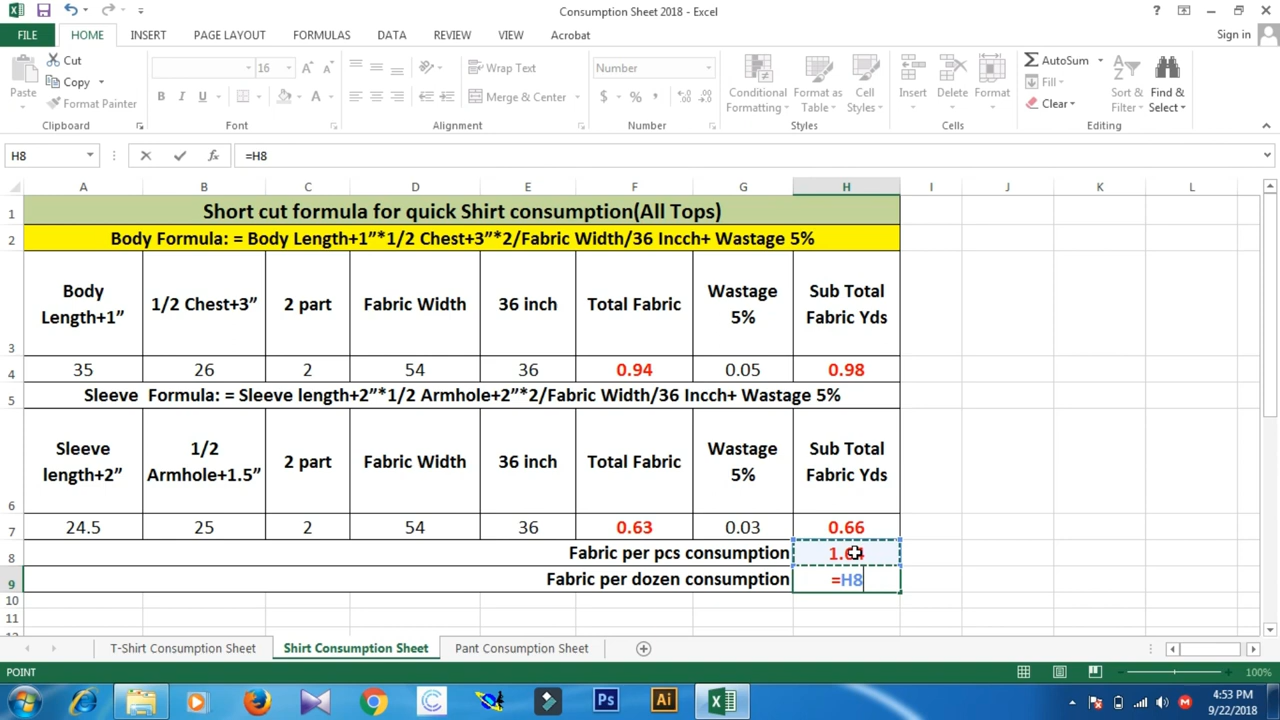 Consumption Sheet 2018 - Excel
FILE HOME INSERT PAGE LAYOUT FORMULAS DATA REVIEW VIEW Acrobat Sign in
Cut
Copy
Format Painter
Paste
Clipboard
16
Font
Wrap Text
Merge & Center
Alignment
Number
Number
Conditional Formatting
Format as Table
Cell Styles
Styles
Insert Delete Format
Cells
AutoSum
Fill
Clear
Sort & Filter
Find & Select
Editing
H8 =H8
A B C D E F G H I J K L
1 Short cut formula for quick Shirt consumption(All Tops)
2 Body Formula: = Body Length+1”*1/2 Chest+3”*2/Fabric Width/36 Incch+ Wastage 5%
3 Body Length+1” 1/2 Chest+3” 2 part Fabric Width 36 inch Total Fabric Wastage 5% Sub Total Fabric Yds
4 35 26 2 54 36 0.94 0.05 0.98
5 Sleeve Formula: = Sleeve length+2”*1/2 Armhole+2”*2/Fabric Width/36 Incch+ Wastage 5%
6 Sleeve length+2” 1/2 Armhole+1.5” 2 part Fabric Width 36 inch Total Fabric Wastage 5% Sub Total Fabric Yds
7 24.5 25 2 54 36 0.63 0.03 0.66
8 Fabric per pcs consumption
9 Fabric per dozen consumption =H8
10
11
T-Shirt Consumption Sheet Shirt Consumption Sheet Pant Consumption Sheet
POINT 100%
4:53 PM
9/22/2018